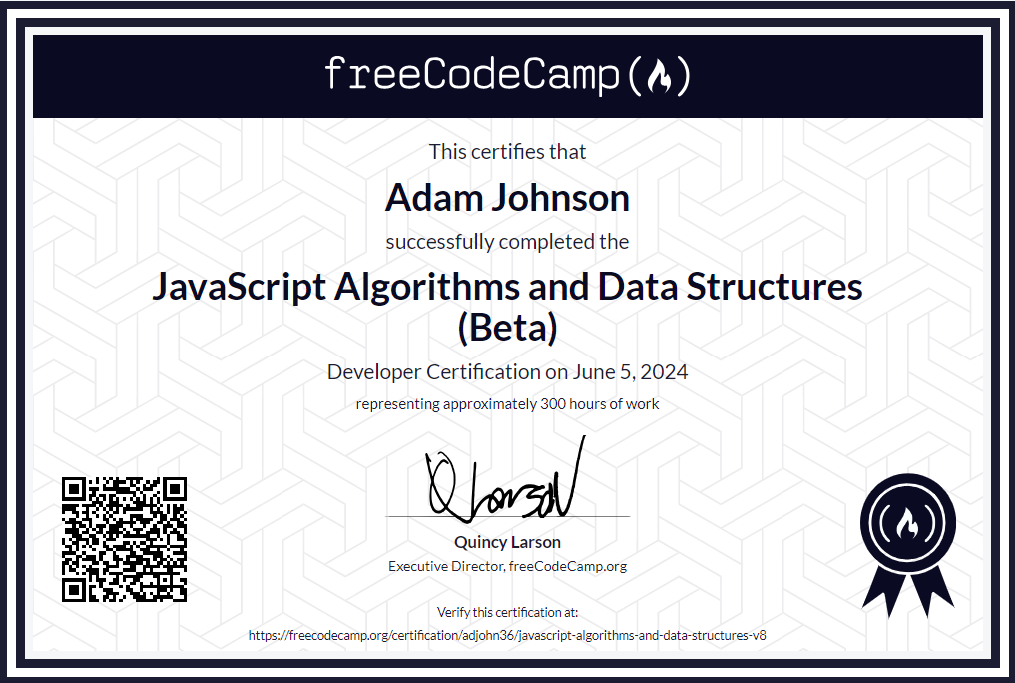 freeCodeCamp
This certifies that
Adam Johnson
successfully completed the
JavaScript Algorithms and Data Structures
(Beta)
Developer Certification on June 5, 2024
representing approximately 300 hours of work
Q Larson
Quincy Larson
Executive Director, freeCodeCamp.org
Verify this certification at:
https://freecodecamp.org/certification/adjohn36/javascript-algorithms-and-data-structures-v8